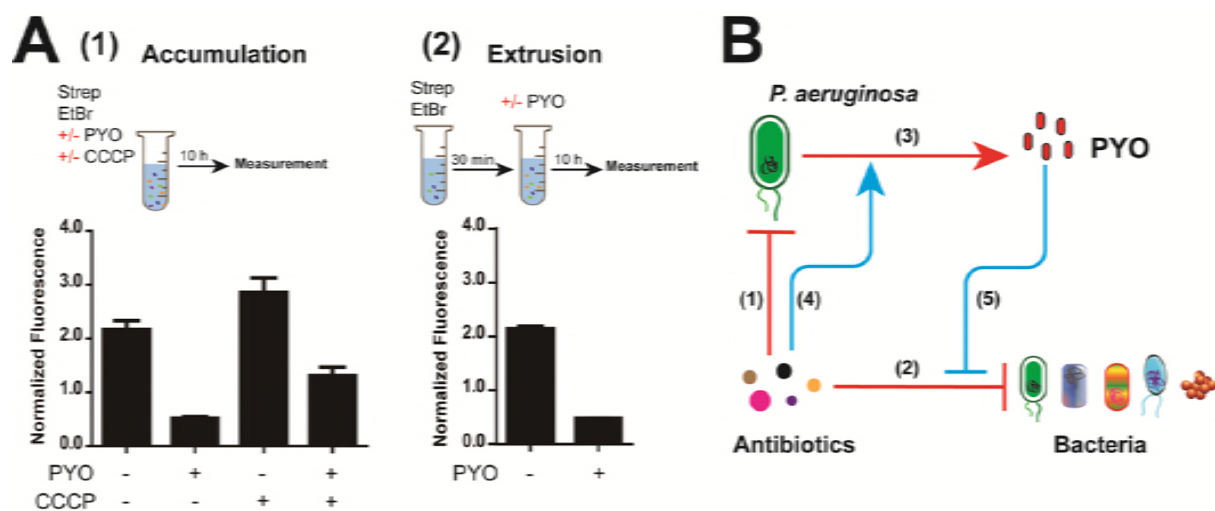 A
(1) Accumulation
Strep
EtBr
+/- PYO
+/- CCCP
10 h
Measurement
Normalized Fluorescence
4.0
3.0
2.0
1.0
0.0
PYO - + - +
CCCP - - + +
(2) Extrusion
Strep
EtBr
+/- PYO
30 min
10 h
Measurement
Normalized Fluorescence
4.0
3.0
2.0
1.0
0.0
PYO - +
B
P. aeruginosa
(3)
PYO
(1)
(4)
(5)
(2)
Antibiotics
Bacteria